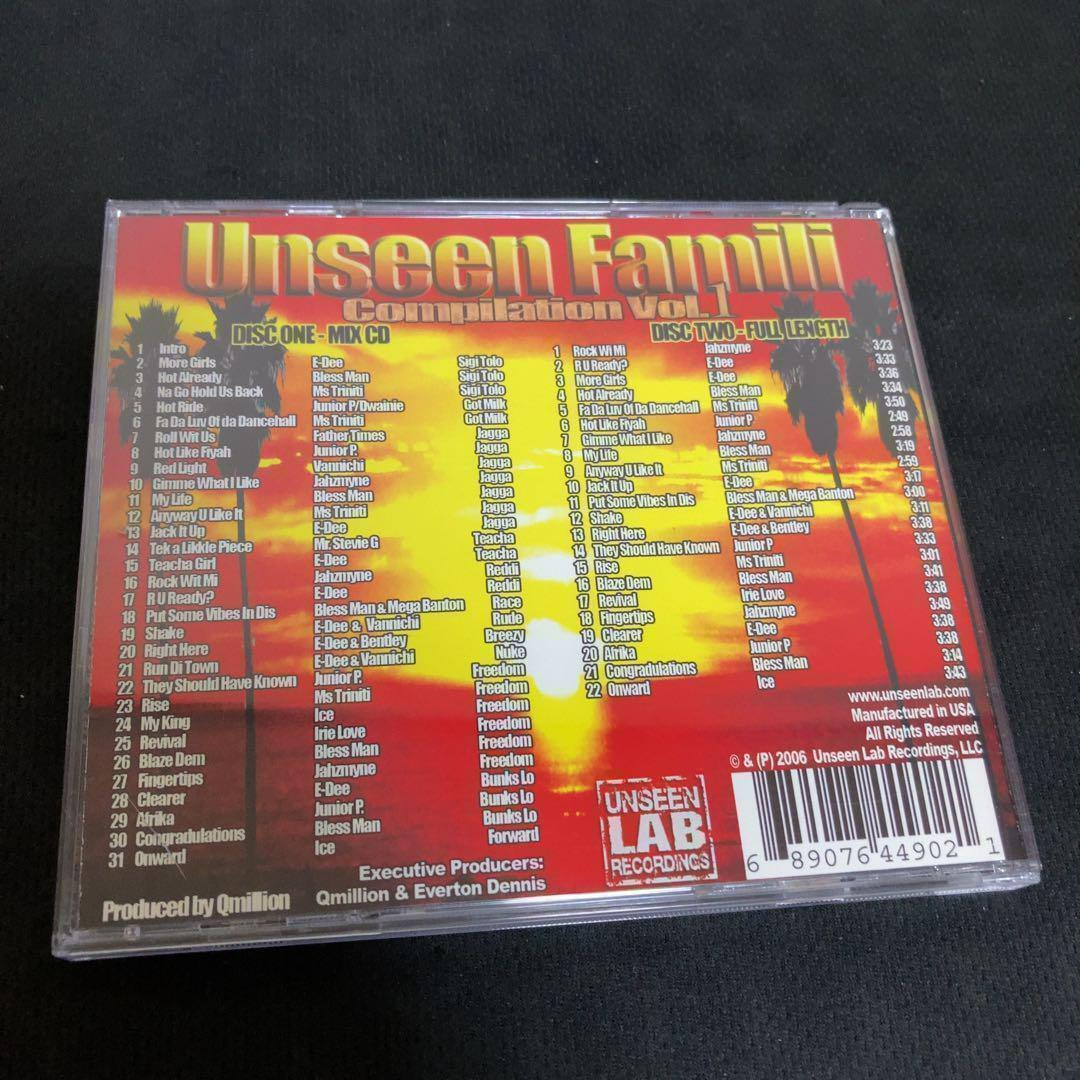 Unseen Famili
Compilation Vol.1
DISC ONE - MIX CD
1 Intro
2 More Girls E-Dee Sigi Tolo
3 Hot Already Bless Man Sigi Tolo
4 Na Go Hold Us Back Ms Triniti Sigi Tolo
5 Hot Ride Junior P/Dwainie Got Milk
6 Fa Da Luv Of da Dancehall Ms Triniti Got Milk
7 Roll Wit Us Father Times Jagga
8 Hot Like Fiyah Junior P. Jagga
9 Red Light Vannichi Jagga
10 Gimme What I Like Jahzmyne Jagga
11 My Life Bless Man Jagga
12 Anyway U Like It Ms Triniti Jagga
13 Jack It Up E-Dee Jagga
14 Tek a Likkle Piece Mr. Stevie G Teacha
15 Teacha Girl E-Dee Teacha
16 Rock Wit Mi Jahzmyne Reddi
17 R U Ready? E-Dee Reddi
18 Put Some Vibes In Dis Bless Man & Mega Banton Race
19 Shake E-Dee & Vannichi Rude
20 Right Here E-Dee & Bentley Breezy
21 Run Di Town E-Dee & Vannichi Nuke
22 They Should Have Known Junior P. Freedom
23 Rise Ms Triniti Freedom
24 My King Ice Freedom
25 Revival Irie Love Freedom
26 Blaze Dem Bless Man Freedom
27 Fingertips Jahzmyne Freedom
28 Clearer E-Dee Bunks Lo
29 Afrika Junior P. Bunks Lo
30 Congradulations Bless Man Bunks Lo
31 Onward Ice Forward
DISC TWO - FULL LENGTH
1 Rock Wi Mi Jahzmyne 3:23
2 R U Ready? E-Dee 3:33
3 More Girls E-Dee 3:36
4 Hot Already Bless Man 3:34
5 Fa Da Luv Of Da Dancehall Ms Triniti 3:50
6 Hot Like Fiyah Junior P 2:49
7 Gimme What I Like Jahzmyne 2:58
8 My Life Bless Man 3:19
9 Anyway U Like It Ms Triniti 2:59
10 Jack It Up E-Dee 3:17
11 Put Some Vibes In Dis Bless Man & Mega Banton 3:00
12 Shake E-Dee & Vannichi 3:11
13 Right Here E-Dee & Bentley 3:38
14 They Should Have Known Junior P 3:33
15 Rise Ms Triniti 3:01
16 Blaze Dem Bless Man 3:41
17 Revival Irie Love 3:38
18 Fingertips Jahzmyne 3:49
19 Clearer E-Dee 3:38
20 Afrika Junior P 3:38
21 Congradulations Bless Man 3:14
22 Onward Ice 3:43
www.unseenlab.com
Manufactured in USA
All Rights Reserved
© & (P) 2006 Unseen Lab Recordings, LLC
UNSEEN
LAB
RECORDINGS
6 89076 44902 1
Executive Producers:
Qmillion & Everton Dennis
Produced by Qmillion